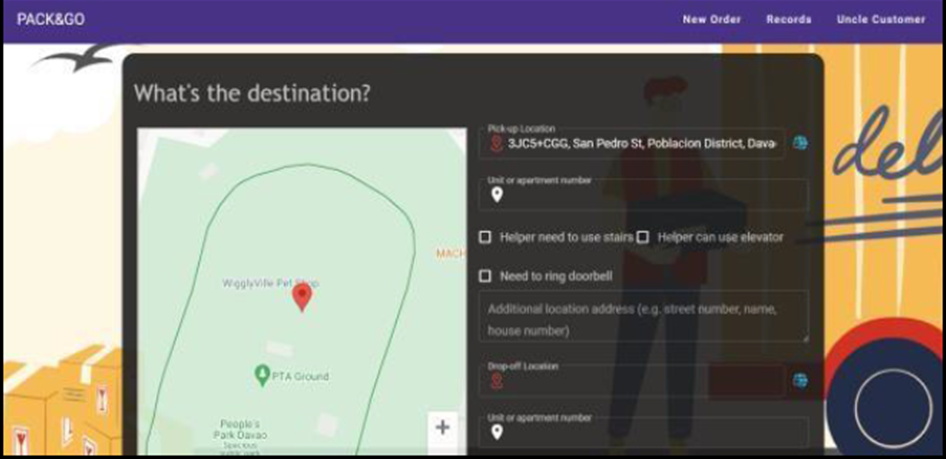 PACK&GO
New Order Records Uncle Customer
What's the destination?
Pick-up Location
3JC5+CGG, San Pedro St, Poblacion District, Dava
Unit or apartment number
Helper need to use stairs Helper can use elevator
Need to ring doorbell
Additional location address (e.g. street number, name,
house number)
Drop-off Location
Unit or apartment number
MACH
WigglyVille Pet Shop
PTA Ground
People's
Park Davao
+
del